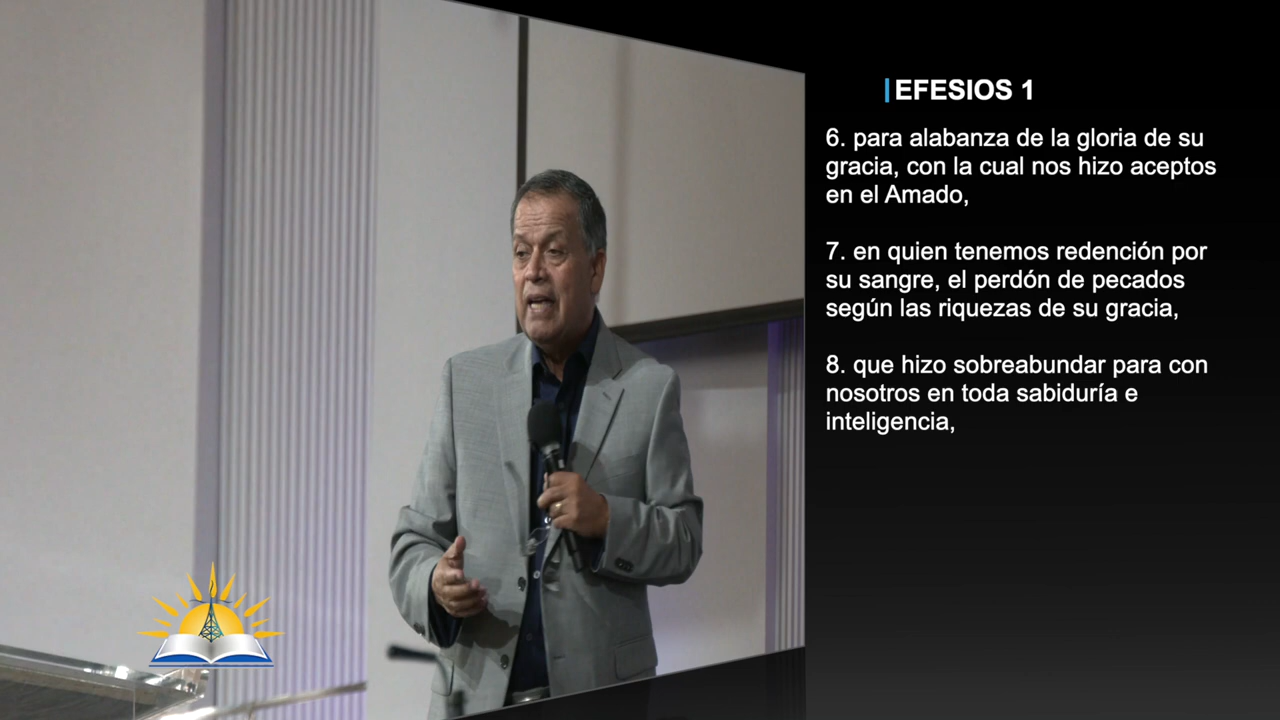 EFESIOS 1
6. para alabanza de la gloria de su
gracia, con la cual nos hizo aceptos
en el Amado,
7. en quien tenemos redención por
su sangre, el perdón de pecados
según las riquezas de su gracia,
8. que hizo sobreabundar para con
nosotros en toda sabiduría e
inteligencia,